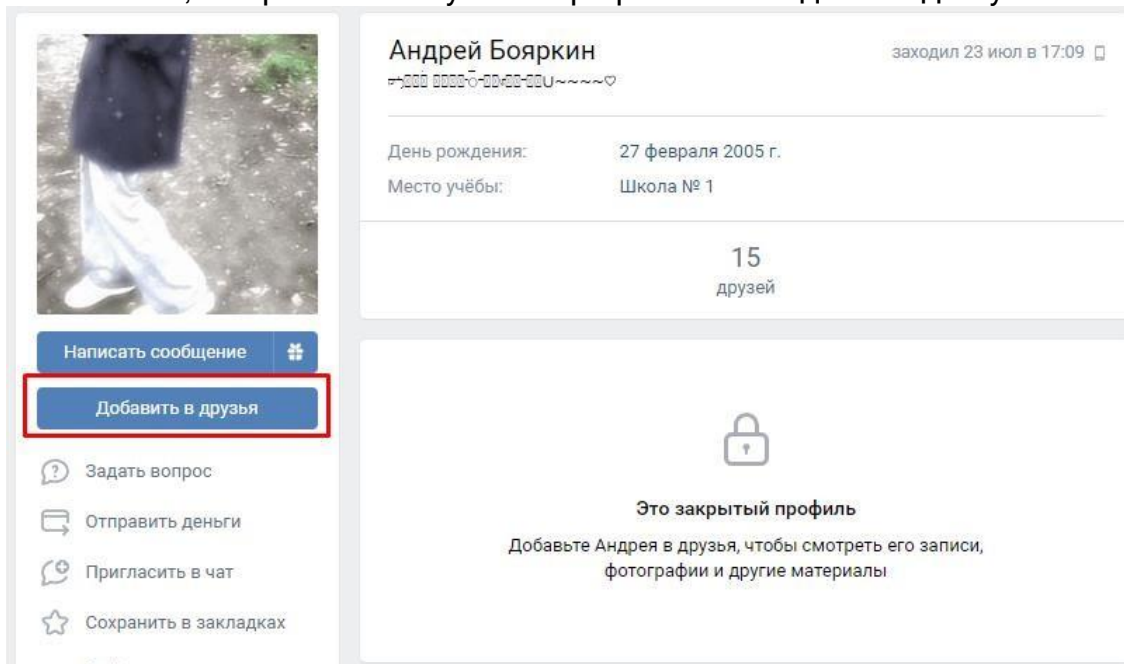 Андрей Бояркин
заходил 23 июл в 17:09
День рождения: 27 февраля 2005 г.
Место учёбы: Школа № 1
15
друзей
Написать сообщение
Добавить в друзья
Задать вопрос
Отправить деньги
Пригласить в чат
Сохранить в закладках
Это закрытый профиль
Добавьте Андрея в друзья, чтобы смотреть его записи,
фотографии и другие материалы